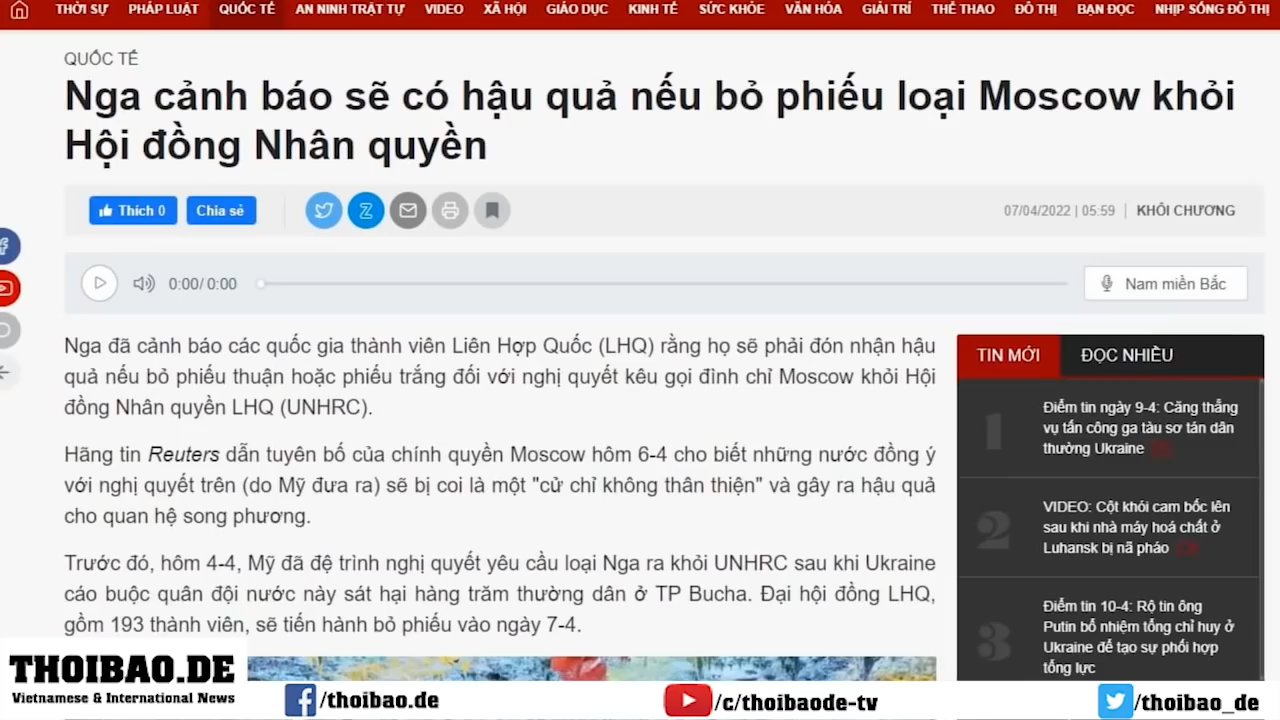 THỜI SỰ PHÁP LUẬT QUỐC TẾ AN NINH TRẬT TỰ VIDEO XÃ HỘI GIÁO DỤC KINH TẾ SỨC KHỎE VĂN HÓA GIẢI TRÍ THỂ THAO ĐÔ THỊ BẠN ĐỌC NHỊP SỐNG ĐÔ THỊ
QUỐC TẾ
Nga cảnh báo sẽ có hậu quả nếu bỏ phiếu loại Moscow khỏi
Hội đồng Nhân quyền
Thích 0 Chia sẻ
07/04/2022 | 05:59 | KHÔI CHƯƠNG
0:00/ 0:00
Nam miền Bắc
Nga đã cảnh báo các quốc gia thành viên Liên Hợp Quốc (LHQ) rằng họ sẽ phải đón nhận hậu
quả nếu bỏ phiếu thuận hoặc phiếu trắng đối với nghị quyết kêu gọi đình chỉ Moscow khỏi Hội
đồng Nhân quyền LHQ (UNHRC).
Hãng tin Reuters dẫn tuyên bố của chính quyền Moscow hôm 6-4 cho biết những nước đồng ý
với nghị quyết trên (do Mỹ đưa ra) sẽ bị coi là một "cử chỉ không thân thiện" và gây ra hậu quả
cho quan hệ song phương.
Trước đó, hôm 4-4, Mỹ đã đệ trình nghị quyết yêu cầu loại Nga ra khỏi UNHRC sau khi Ukraine
cáo buộc quân đội nước này sát hại hàng trăm thường dân ở TP Bucha. Đại hội đồng LHQ,
gồm 193 thành viên, sẽ tiến hành bỏ phiếu vào ngày 7-4.
TIN MỚI ĐỌC NHIỀU
1
Điểm tin ngày 9-4: Căng thẳng
vụ tấn công ga tàu sơ tán dân
thường Ukraine
2
VIDEO: Cột khói cam bốc lên
sau khi nhà máy hoá chất ở
Luhansk bị nã pháo
3
Điểm tin 10-4: Rộ tin ông
Putin bổ nhiệm tổng chỉ huy ở
Ukraine để tạo sự phối hợp
tổng lực
THOIBAO.DE
Vietnamese & International News
/thoibao.de
/c/thoibaode-tv
/thoibao_de